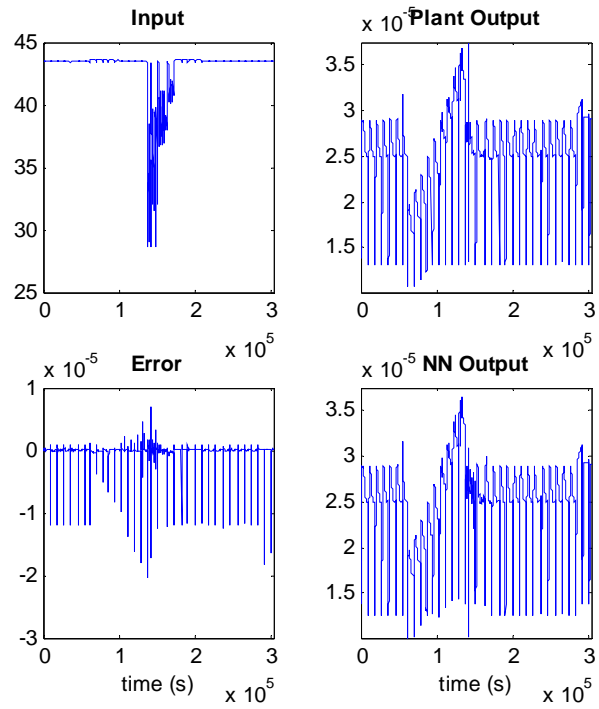 Input
45
40
35
30
25
0 1 2 3
x 10^5
x 10^-5 Plant Output
3.5
3
2.5
2
1.5
0 1 2 3
x 10^5
x 10^-5 Error
1
0
-1
-2
-3
0 1 2 3
time (s)
x 10^5
x 10^-5 NN Output
3.5
3
2.5
2
1.5
0 1 2 3
time (s)
x 10^5